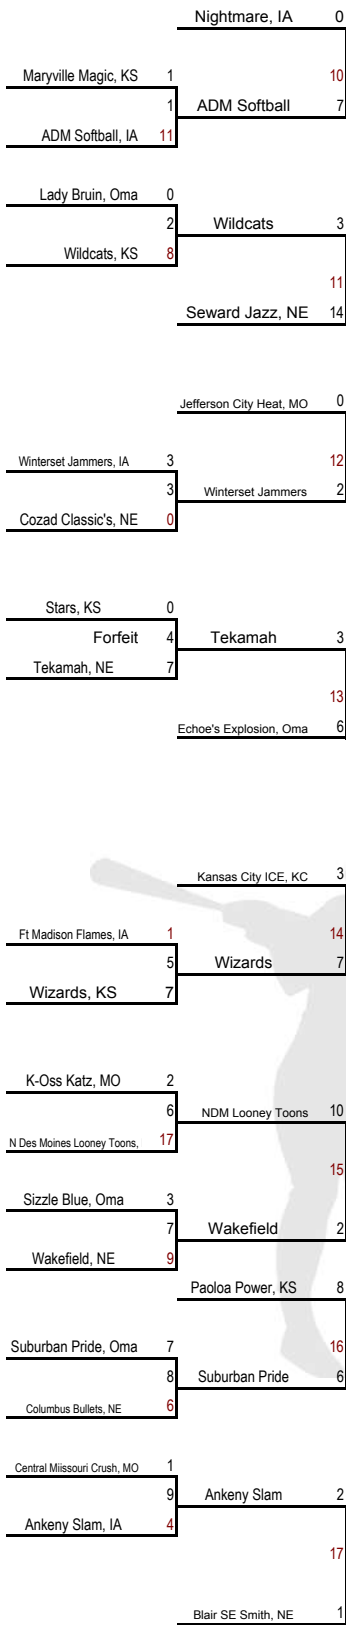 Nightmare, IA 0
Maryville Magic, KS 1 10
1 ADM Softball 7
ADM Softball, IA 11
Lady Bruin, Oma 0
2 Wildcats 3
Wildcats, KS 8
11
Seward Jazz, NE 14
Jefferson City Heat, MO 0
Winterset Jammers, IA 3 12
3 Winterset Jammers 2
Cozad Classic's, NE 0
Stars, KS 0
Forfeit 4 Tekamah 3
Tekamah, NE 7
13
Echoe's Explosion, Oma 6
Kansas City ICE, KC 3
Ft Madison Flames, IA 1 14
5 Wizards 7
Wizards, KS 7
K-Oss Katz, MO 2
6 NDM Looney Toons 10
N Des Moines Looney Toons, 17
15
Sizzle Blue, Oma 3
7 Wakefield 2
Wakefield, NE 9
Paoloa Power, KS 8
Suburban Pride, Oma 7 16
8 Suburban Pride 6
Columbus Bullets, NE 6
Central Miissouri Crush, MO 1
9 Ankeny Slam 2
Ankeny Slam, IA 4
17
Blair SE Smith, NE 1